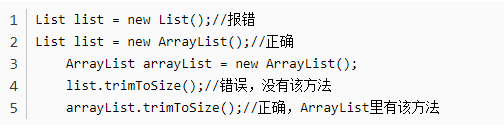 1 List list = new List();//报错
2 List list = new ArrayList();//正确
3     ArrayList arrayList = new ArrayList();
4     list.trimToSize();//错误，没有该方法
5     arrayList.trimToSize();//正确，ArrayList里有该方法